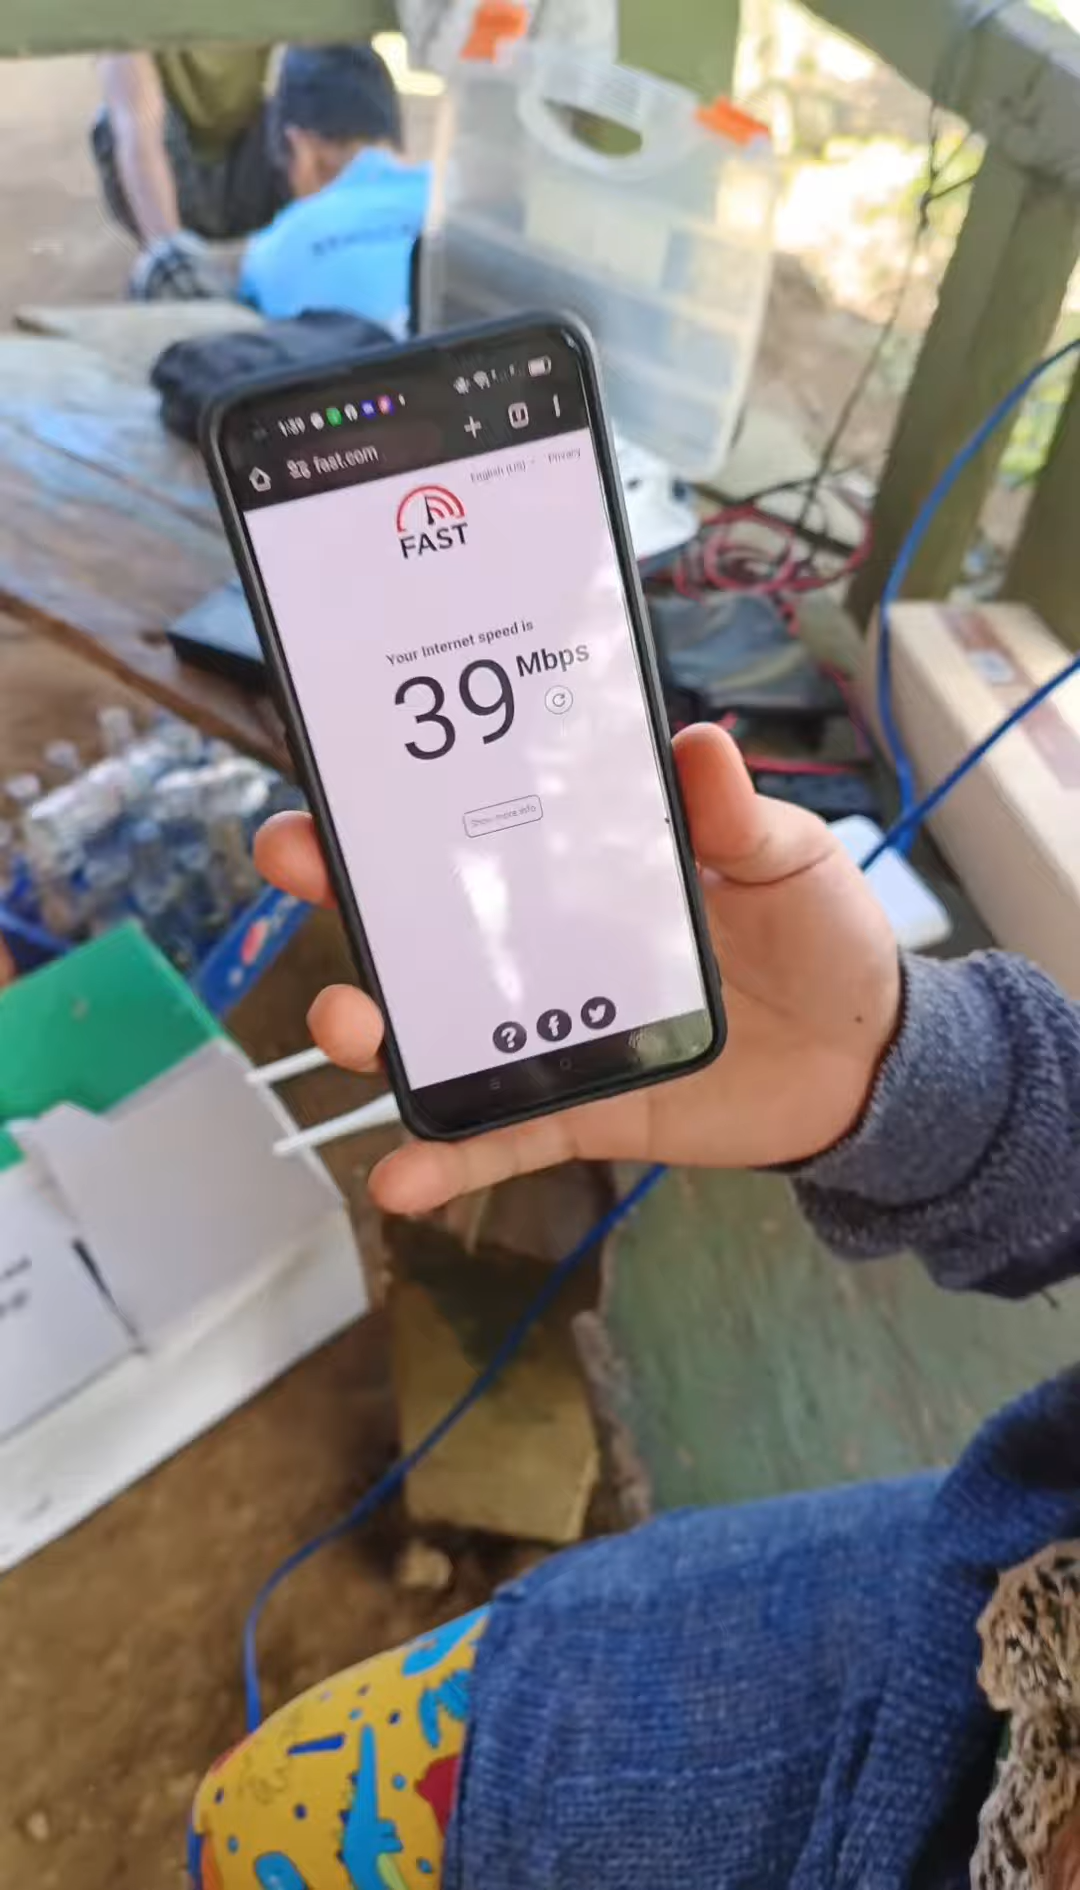 fast.com
English (US) Privacy
FAST
Your Internet speed is
39 Mbps
Show more info
?
f